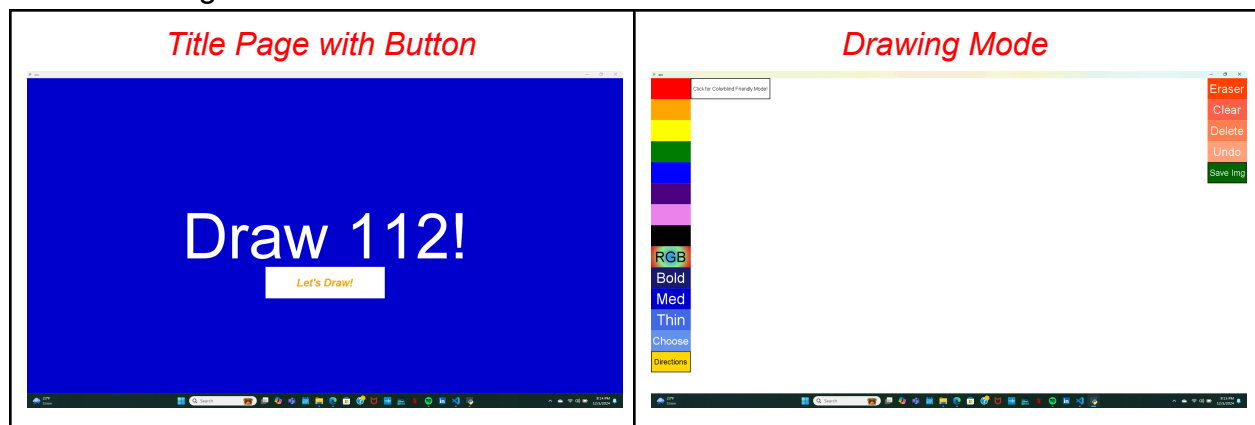 Title Page with Button
Draw 112!
Let's Draw!
Search
Drawing Mode
Click for Colorblind Friendly Mode!
RGB
Bold
Med
Thin
Choose
Directions
Eraser
Clear
Delete
Undo
Save Img
Search